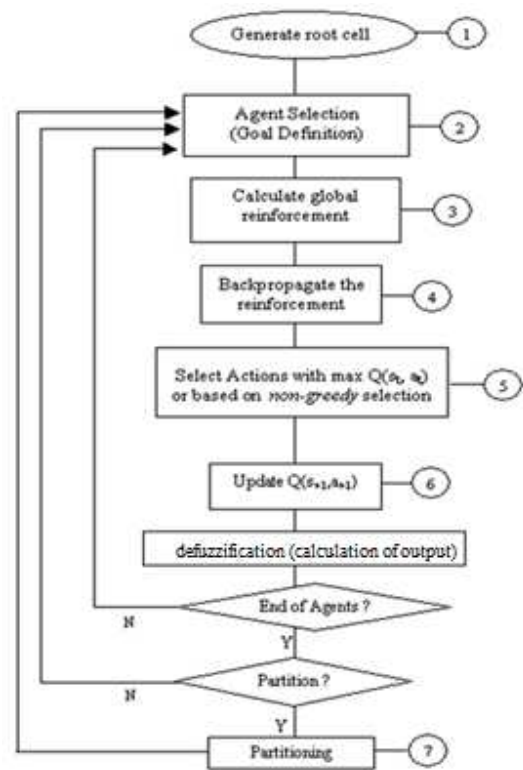 Generate root cell
1
Agent Selection
(Goal Definition)
2
Calculate global
reinforcement
3
Backpropagate the
reinforcement
4
Select Actions with max Q(sₜ, aₜ)
or based on non-greedy selection
5
Update Q(sₜ₊₁,aₜ₊₁)
6
defuzzification (calculation of output)
End of Agents ?
N
Y
Partition ?
N
Y
Partitioning
7